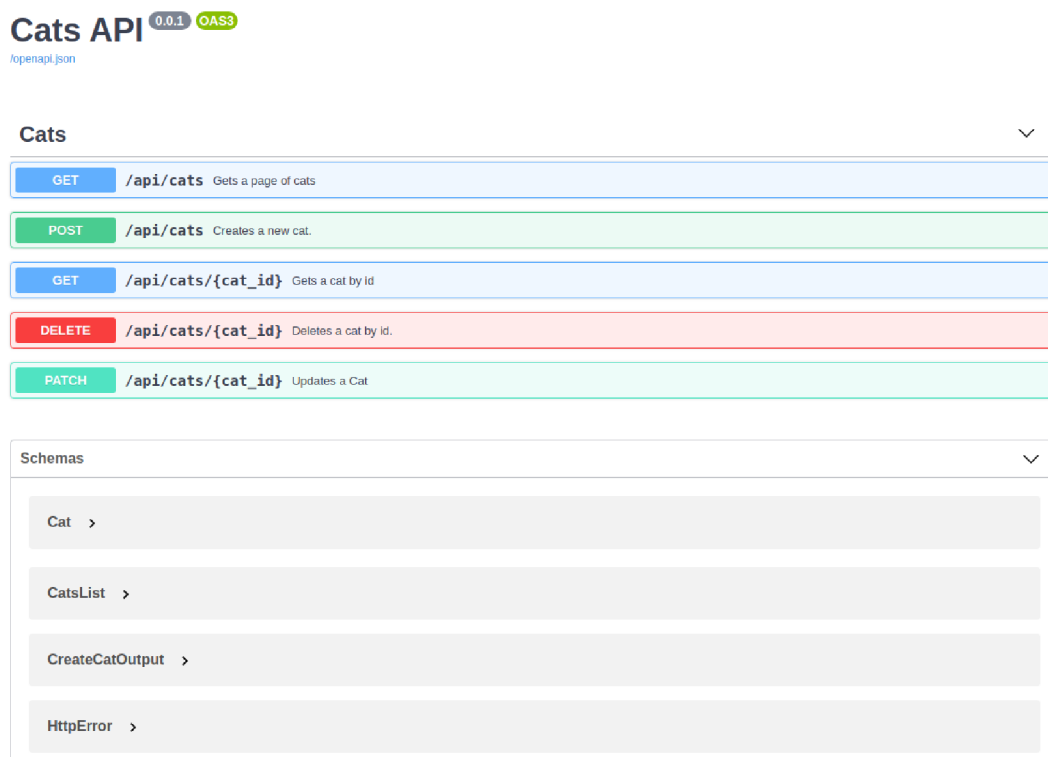 Cats API 0.0.1 OAS3
/openapi.json
Cats
GET /api/cats Gets a page of cats
POST /api/cats Creates a new cat.
GET /api/cats/{cat_id} Gets a cat by id
DELETE /api/cats/{cat_id} Deletes a cat by id.
PATCH /api/cats/{cat_id} Updates a Cat
Schemas
Cat
CatsList
CreateCatOutput
HttpError